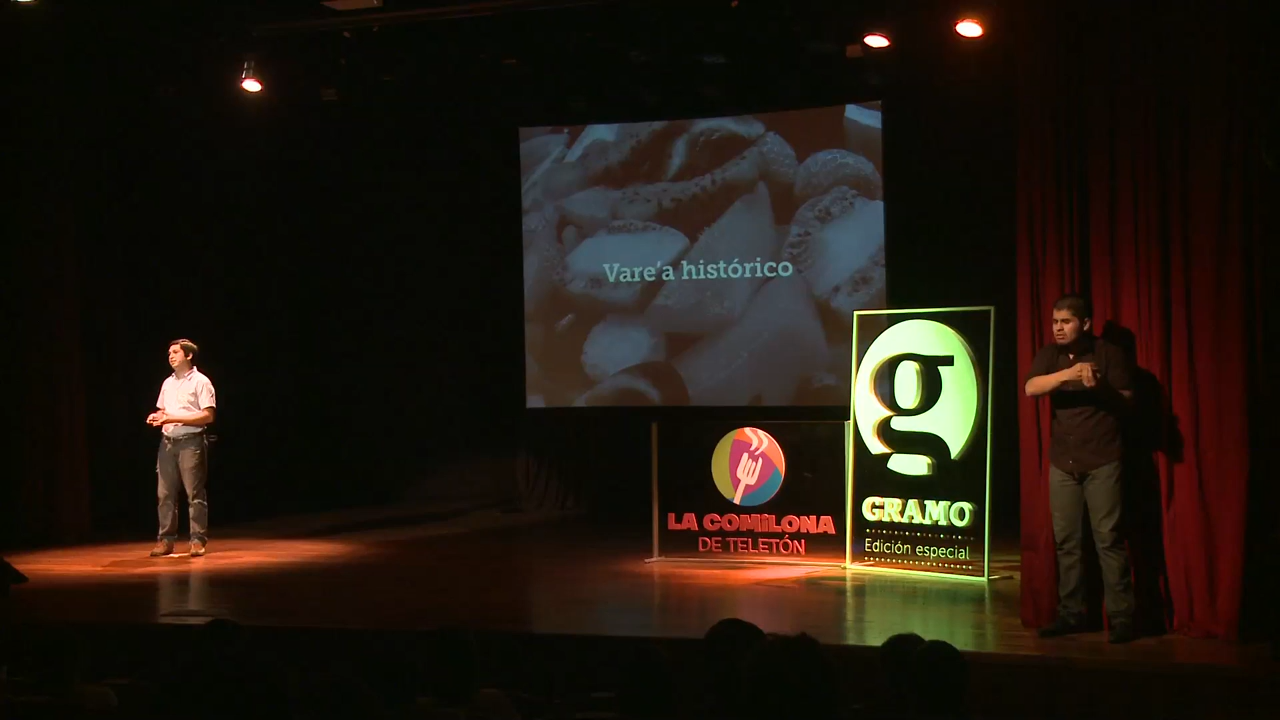 Vare'a histórico
LA COMILONA
DE TELETÓN
g
GRAMO
Edición especial